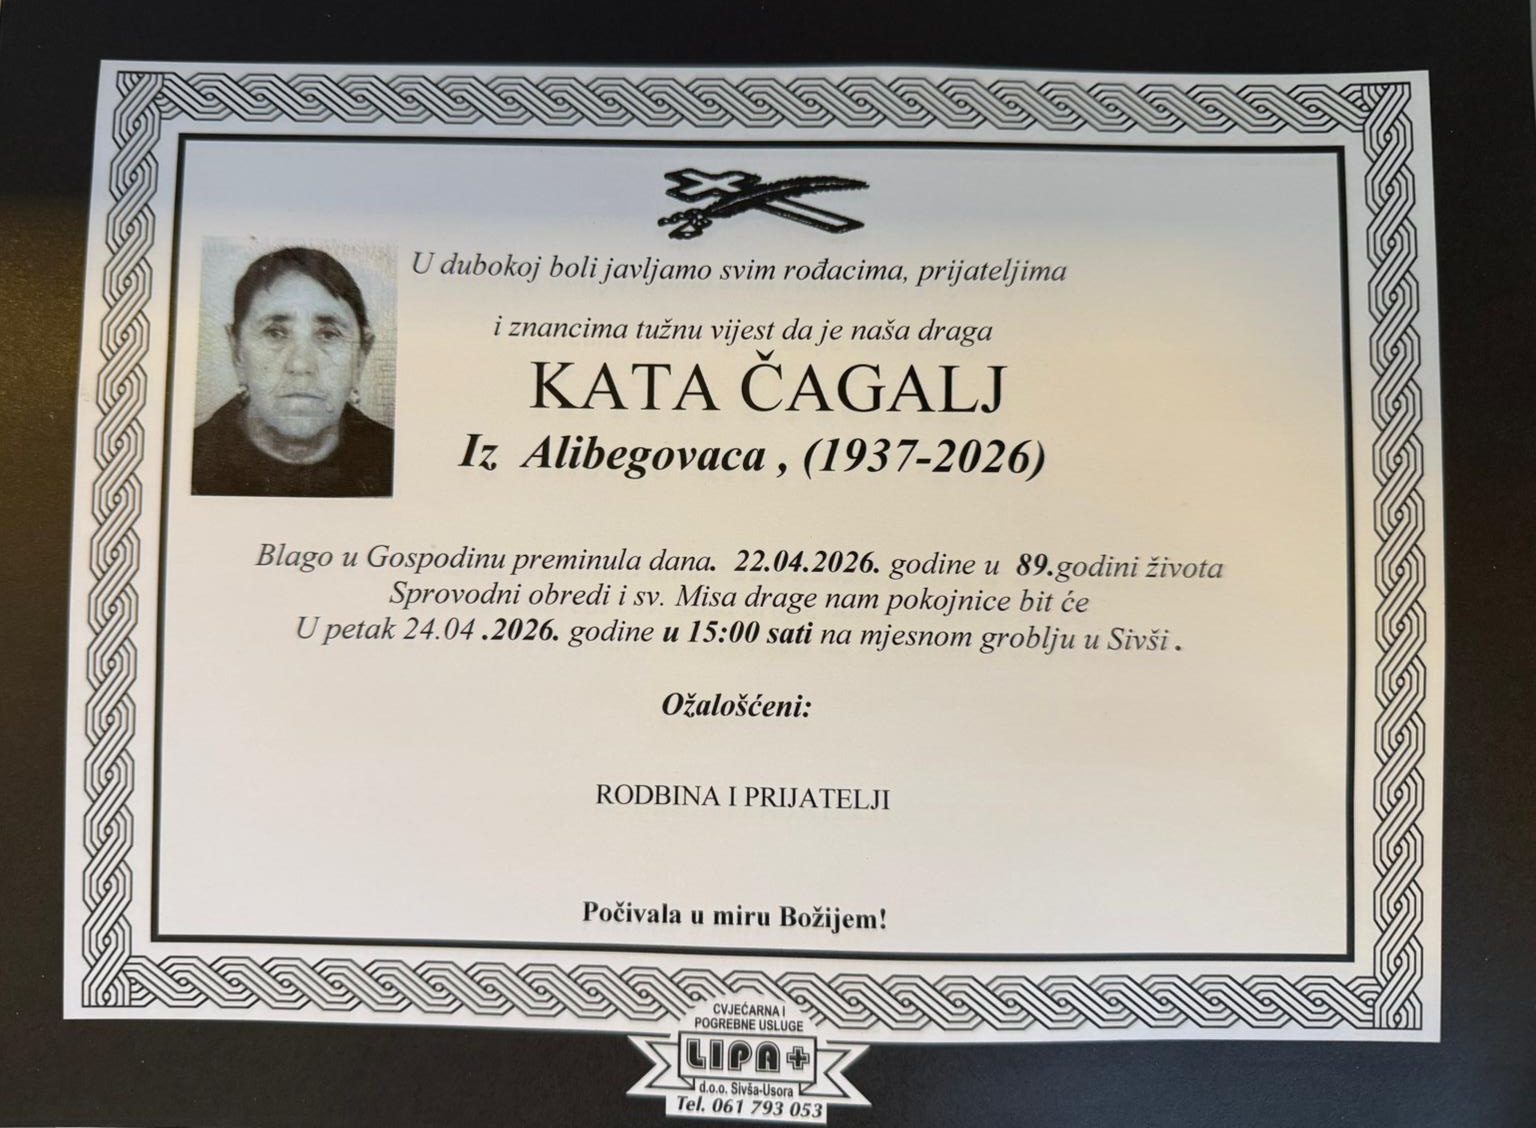 U dubokoj boli javljamo svim rođacima, prijateljima
i znancima tužnu vijest da je naša draga
KATA ČAGALJ
Iz Alibegovaca , (1937-2026)
Blago u Gospodinu preminula dana. 22.04.2026. godine u 89.godini života
Sprovodni obredi i sv. Misa drage nam pokojnice bit će
U petak 24.04 .2026. godine u 15:00 sati na mjesnom groblju u Sivši .
Ožalošćeni:
RODBINA I PRIJATELJI
Počivala u miru Božijem!
CVJEĆARNA I
POGREBNE USLUGE
LIPA+
d.o.o. Sivša-Usora
Tel. 061 793 053